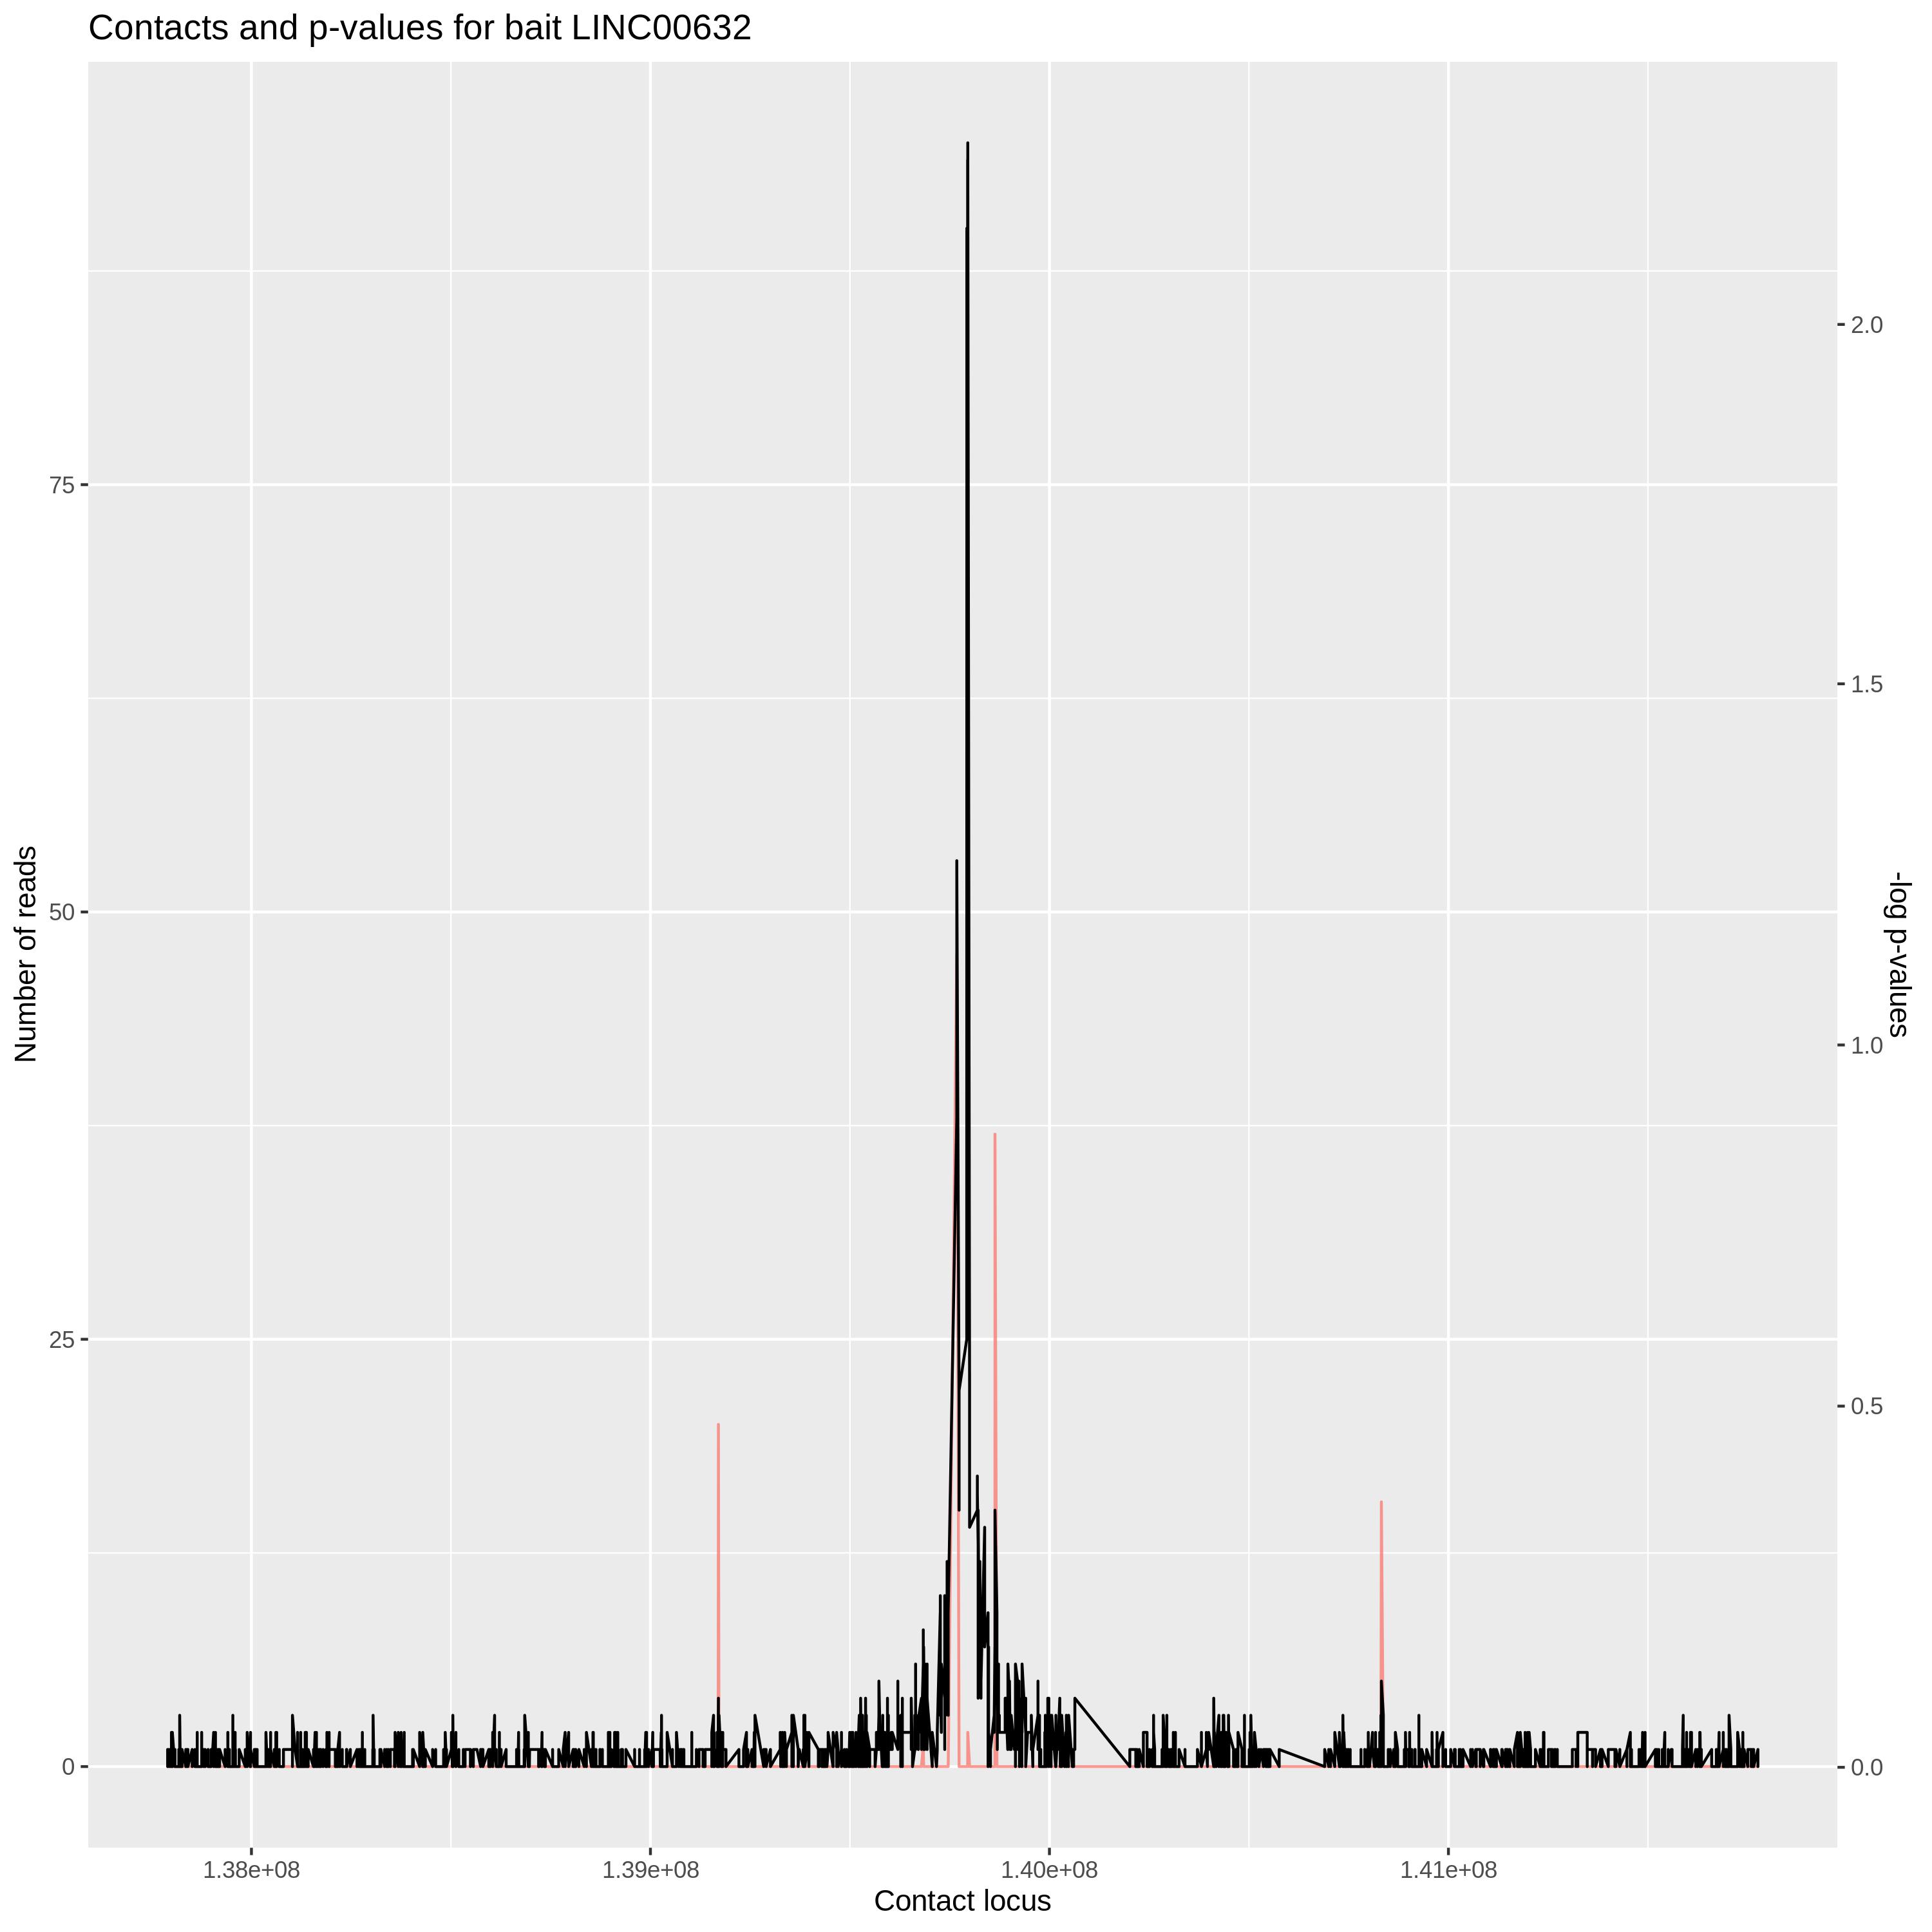 Contacts and p-values for bait LINC00632
Number of reads
75
50
25
0
2.0
1.5
1.0
0.5
0.0
-log p-values
1.38e+08 1.39e+08 1.40e+08 1.41e+08
Contact locus